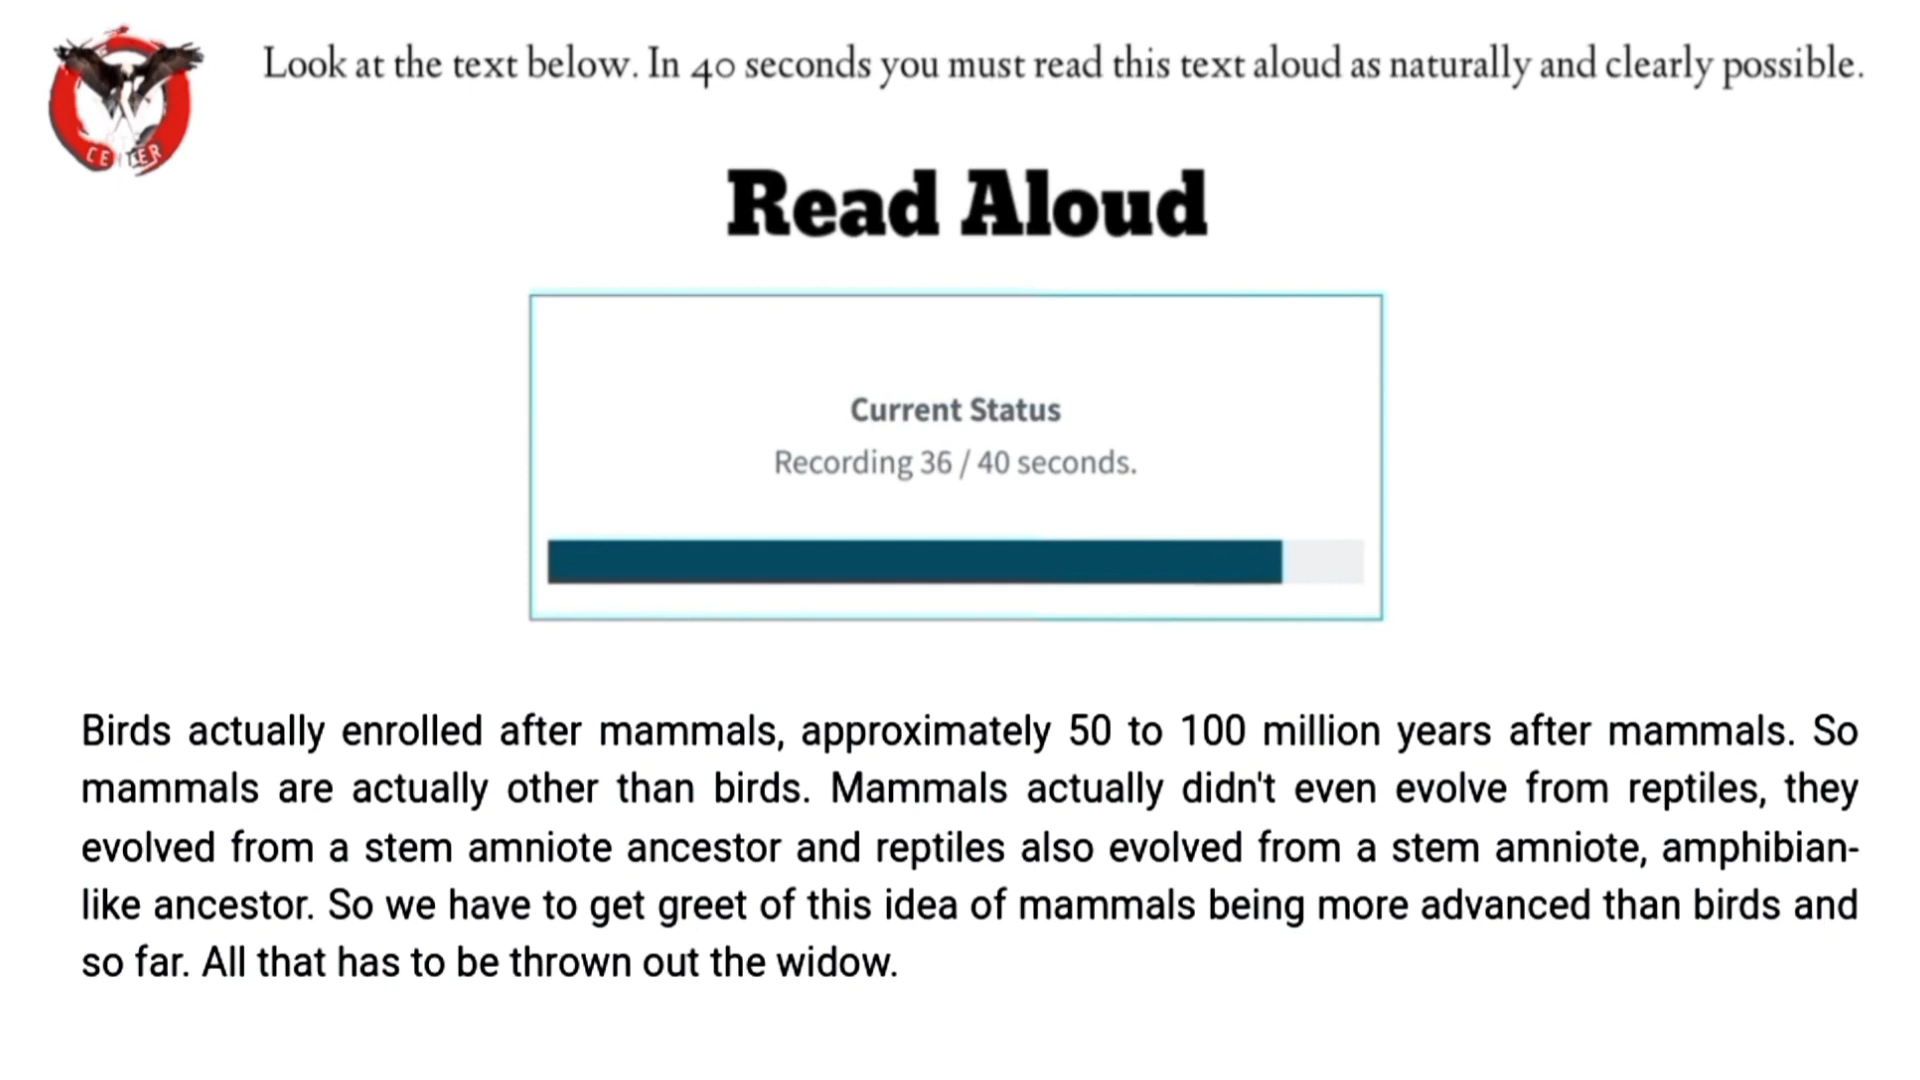 Look at the text below. In 40 seconds you must read this text aloud as naturally and clearly possible.
CENTER
Read Aloud
Current Status
Recording 36 / 40 seconds.
Birds actually enrolled after mammals, approximately 50 to 100 million years after mammals. So
mammals are actually other than birds. Mammals actually didn't even evolve from reptiles, they
evolved from a stem amniote ancestor and reptiles also evolved from a stem amniote, amphibian-
like ancestor. So we have to get greet of this idea of mammals being more advanced than birds and
so far. All that has to be thrown out the widow.